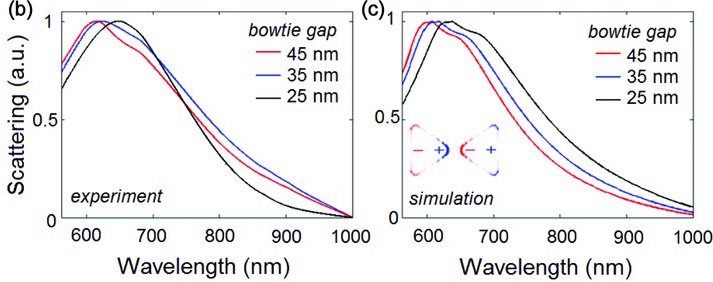 (b)
bowtie gap
45 nm
35 nm
25 nm
experiment
1
0.5
0
600 700 800 900 1000
Scattering (a.u.)
Wavelength (nm)
(c)
bowtie gap
45 nm
35 nm
25 nm
− + − +
simulation
1
0.5
0
600 700 800 900 1000
Wavelength (nm)